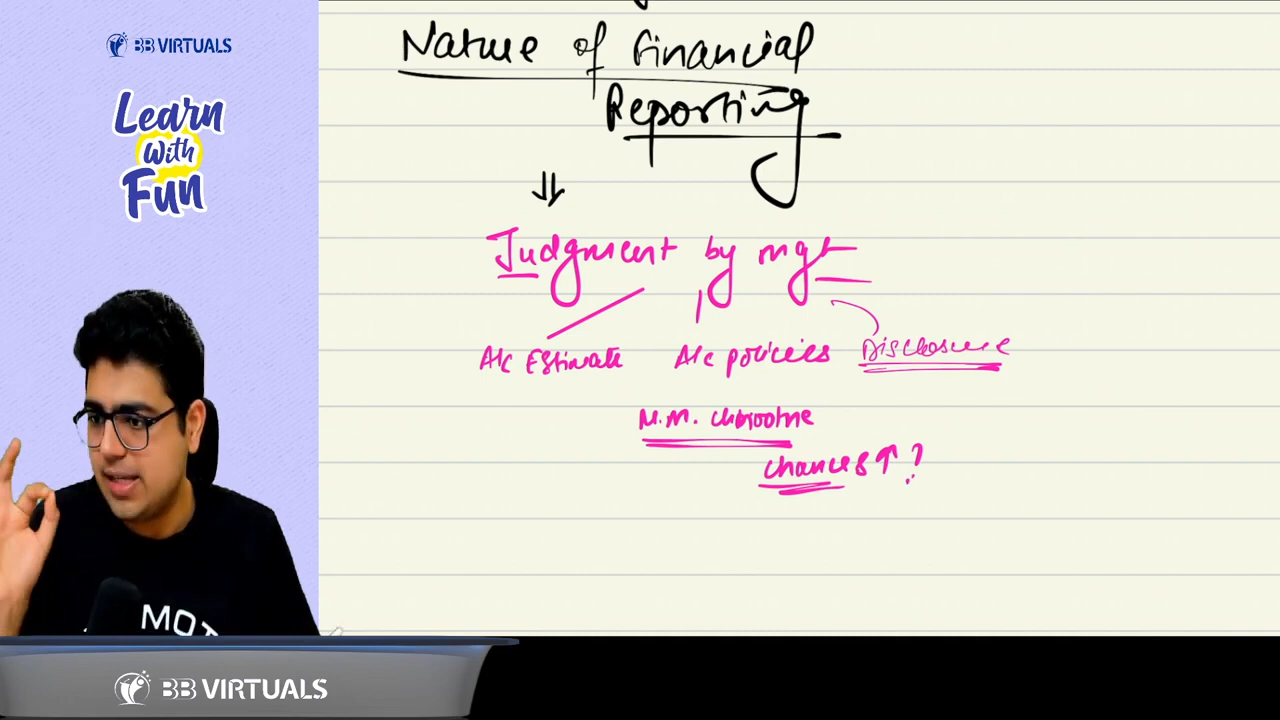 BB VIRTUALS
Learn
With
Fun
Nature of Financial
Reporting
Judgment by mgt
A/c Estimate A/c policies Disclosure
M.M.
Chances ↑ ?
MOT
BB VIRTUALS